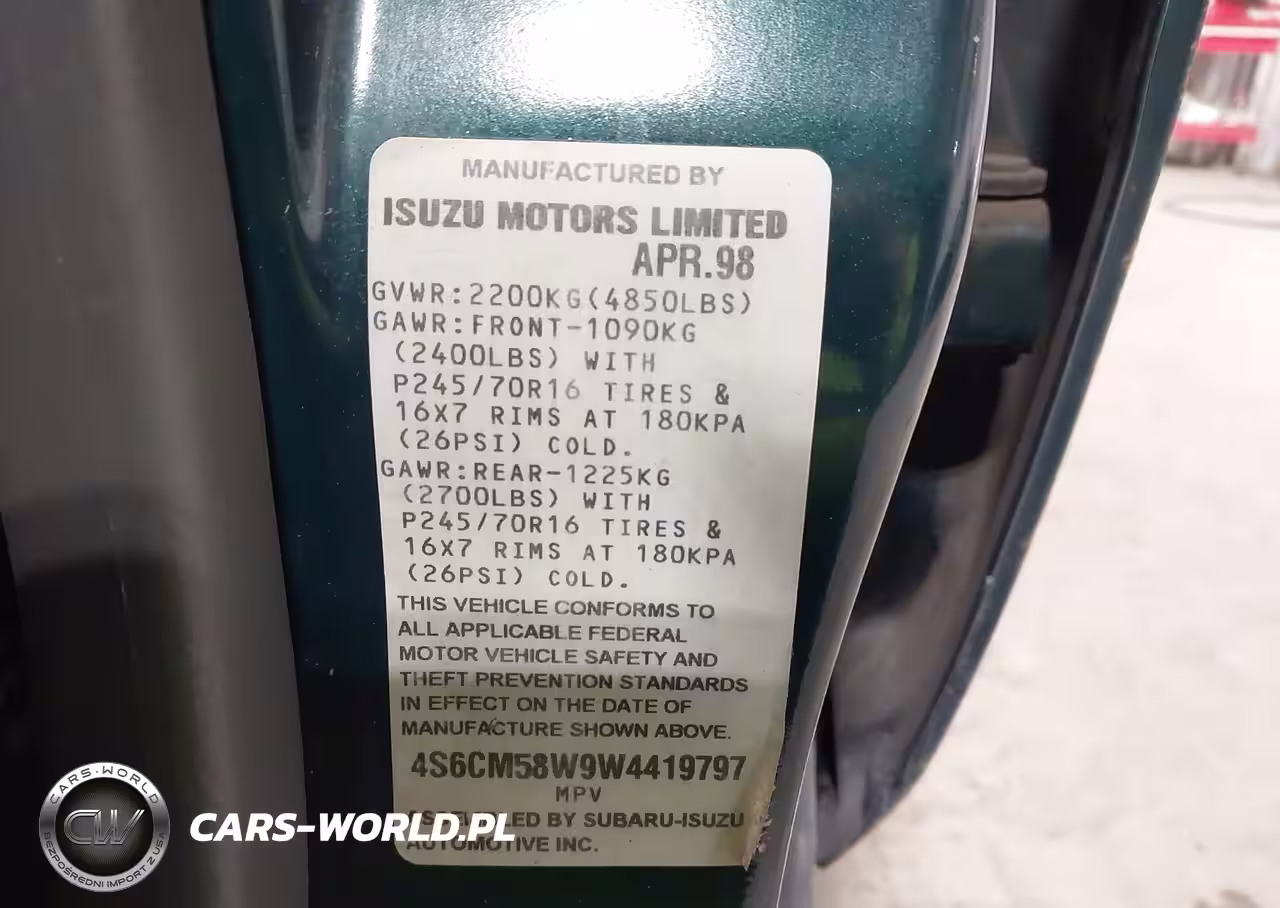 MANUFACTURED BY
ISUZU MOTORS LIMITED
APR.98
GVWR:2200KG(4850LBS)
GAWR:FRONT-1090KG
(2400LBS) WITH
P245/70R16 TIRES &
16X7 RIMS AT 180KPA
(26PSI) COLD.
GAWR:REAR-1225KG
(2700LBS) WITH
P245/70R16 TIRES &
16X7 RIMS AT 180KPA
(26PSI) COLD.
THIS VEHICLE CONFORMS TO
ALL APPLICABLE FEDERAL
MOTOR VEHICLE SAFETY AND
THEFT PREVENTION STANDARDS
IN EFFECT ON THE DATE OF
MANUFACTURE SHOWN ABOVE.
4S6CM58W9W4419797
MPV
BY SUBARU-ISUZU
AUTOMOTIVE INC.
CARS-WORLD
CW
BEZPOŚREDNI IMPORT Z USA
CARS-WORLD.PL